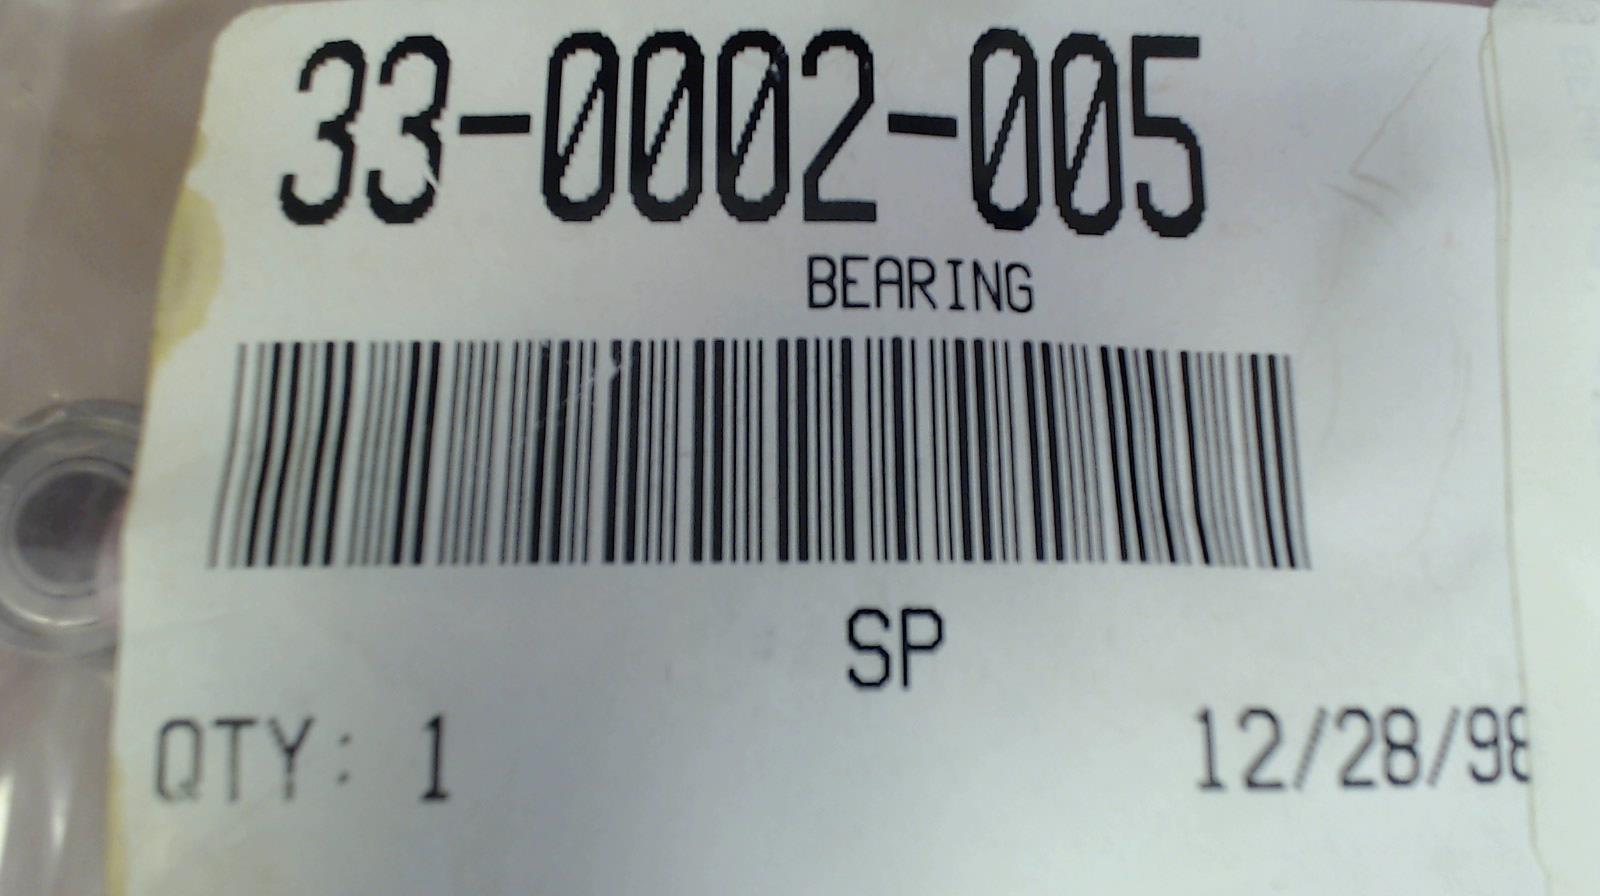 33-0002-005
BEARING
SP
QTY: 1
12/28/98